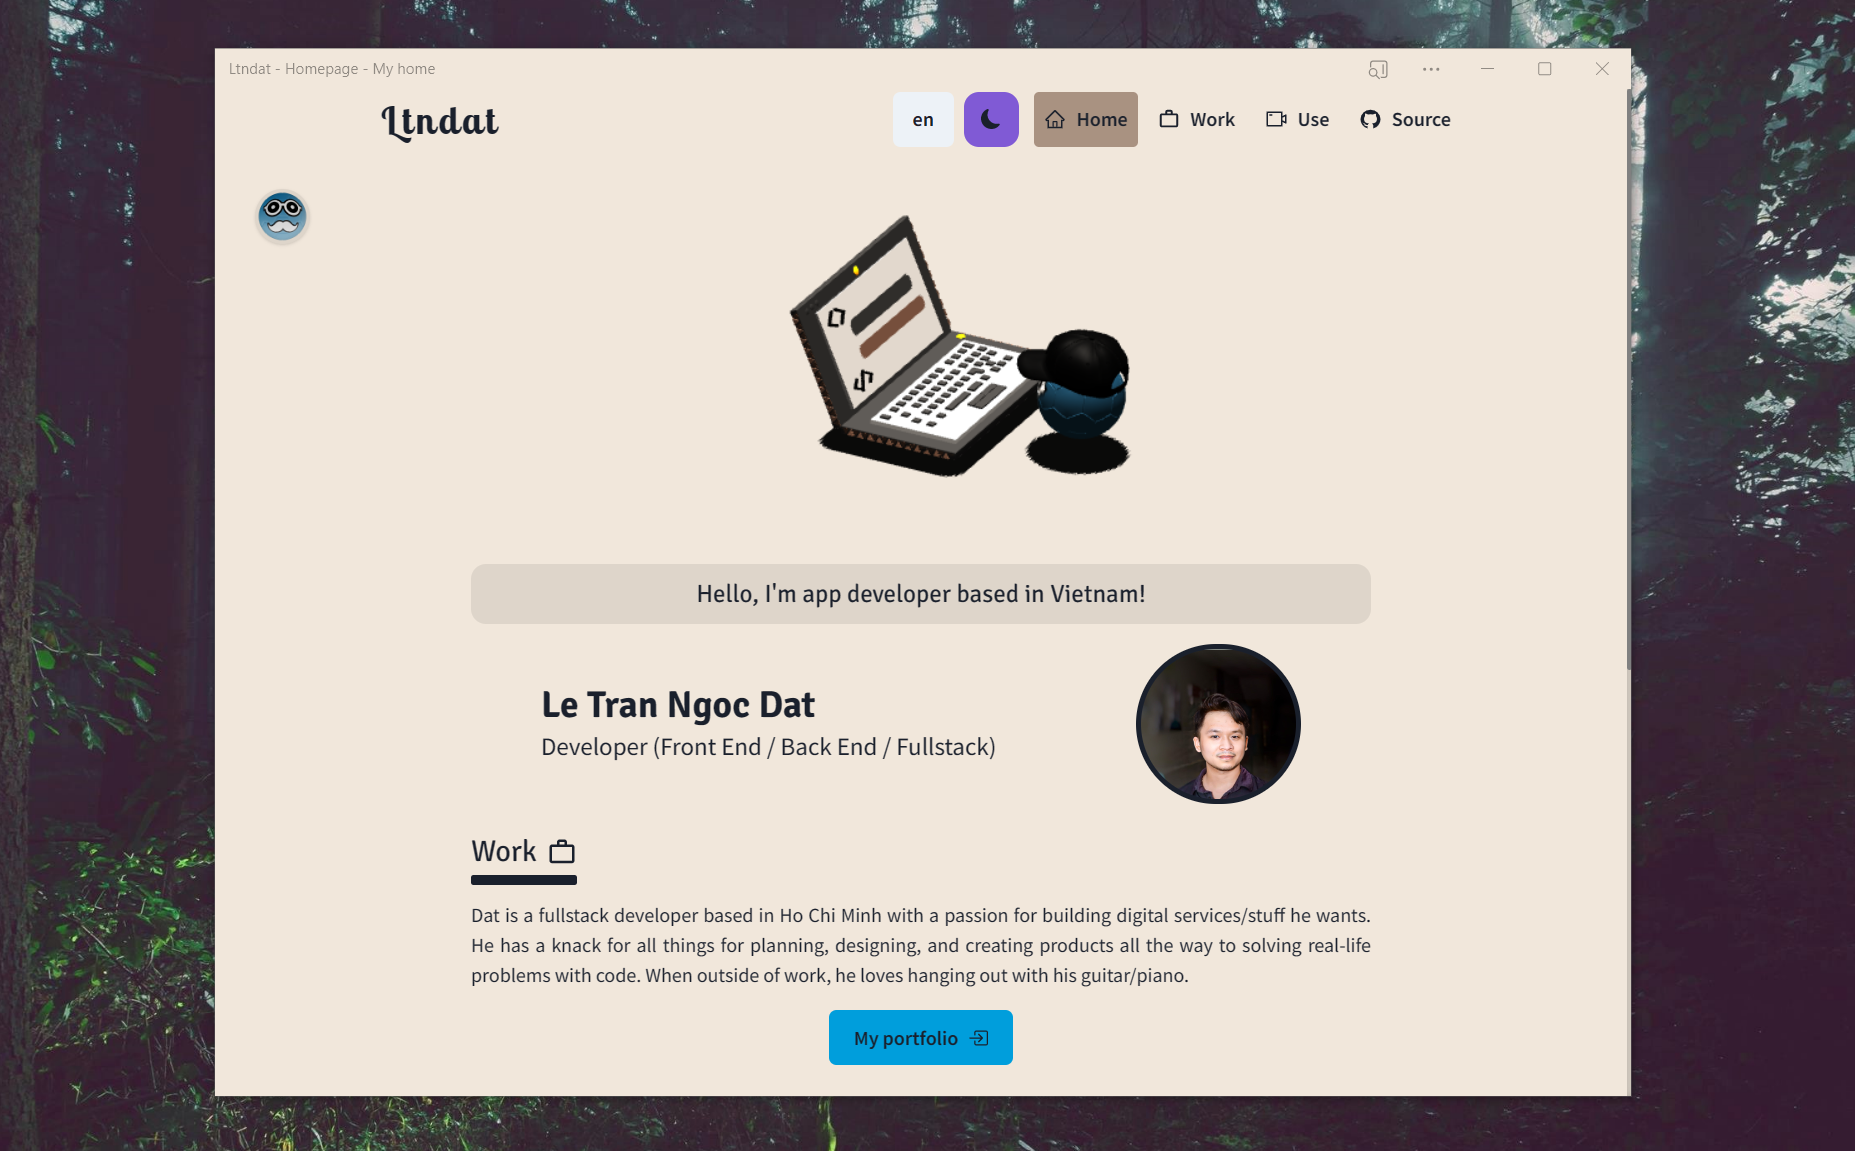 Ltndat - Homepage - My home
Ltndat
en
Home
Work
Use
Source
Hello, I'm app developer based in Vietnam!
Le Tran Ngoc Dat
Developer (Front End / Back End / Fullstack)
Work
Dat is a fullstack developer based in Ho Chi Minh with a passion for building digital services/stuff he wants.
He has a knack for all things for planning, designing, and creating products all the way to solving real-life
problems with code. When outside of work, he loves hanging out with his guitar/piano.
My portfolio